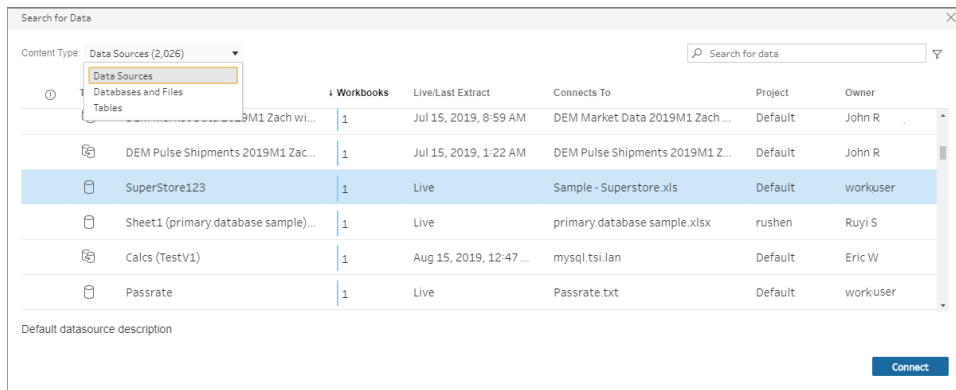 Search for Data
Content Type: Data Sources (2,026)
Search for data
Data Sources
Databases and Files
Tables
↓ Workbooks Live/Last Extract Connects To Project Owner
1 Jul 15, 2019, 8:59 AM DEM Market Data 2019M1 Zach ... Default John R
DEM Pulse Shipments 2019M1 Zac... 1 Jul 15, 2019, 1:22 AM DEM Pulse Shipments 2019M1 Z... Default John R
SuperStore123 1 Live Sample - Superstore.xls Default workuser
Sheet1 (primary.database sample)... 1 Live primary.database sample.xlsx rushen Ruyi S
Calcs (TestV1) 1 Aug 15, 2019, 12:47 ... mysql.tsi.lan Default Eric W
Passrate 1 Live Passrate.txt Default workuser
Default datasource description
Connect